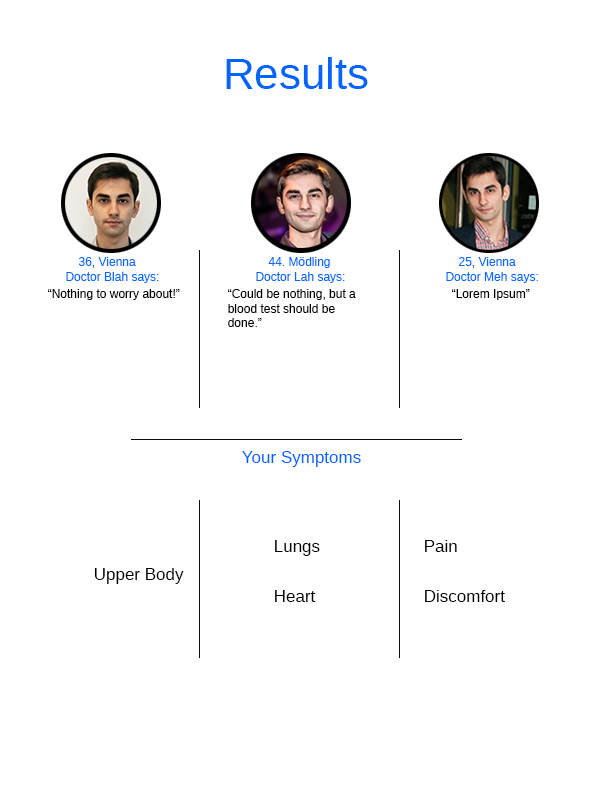 Results
36, Vienna
Doctor Blah says:
“Nothing to worry about!”
44. Mödling
Doctor Lah says:
“Could be nothing, but a
blood test should be
done.”
25, Vienna
Doctor Meh says:
“Lorem Ipsum”
Your Symptoms
Upper Body
Lungs
Heart
Pain
Discomfort